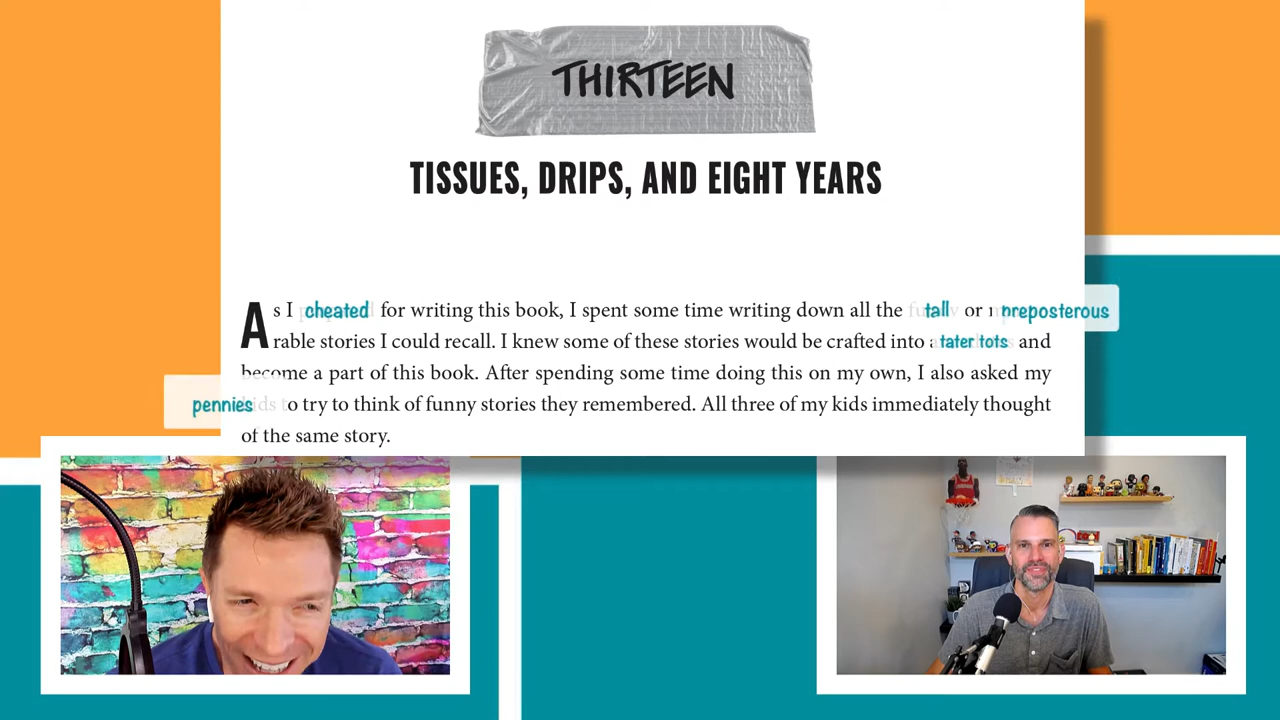 THIRTEEN
TISSUES, DRIPS, AND EIGHT YEARS
As I cheated for writing this book, I spent some time writing down all the tall or preposterous
rable stories I could recall. I knew some of these stories would be crafted into tater tots and
become a part of this book. After spending some time doing this on my own, I also asked my
pennies to try to think of funny stories they remembered. All three of my kids immediately thought
of the same story.